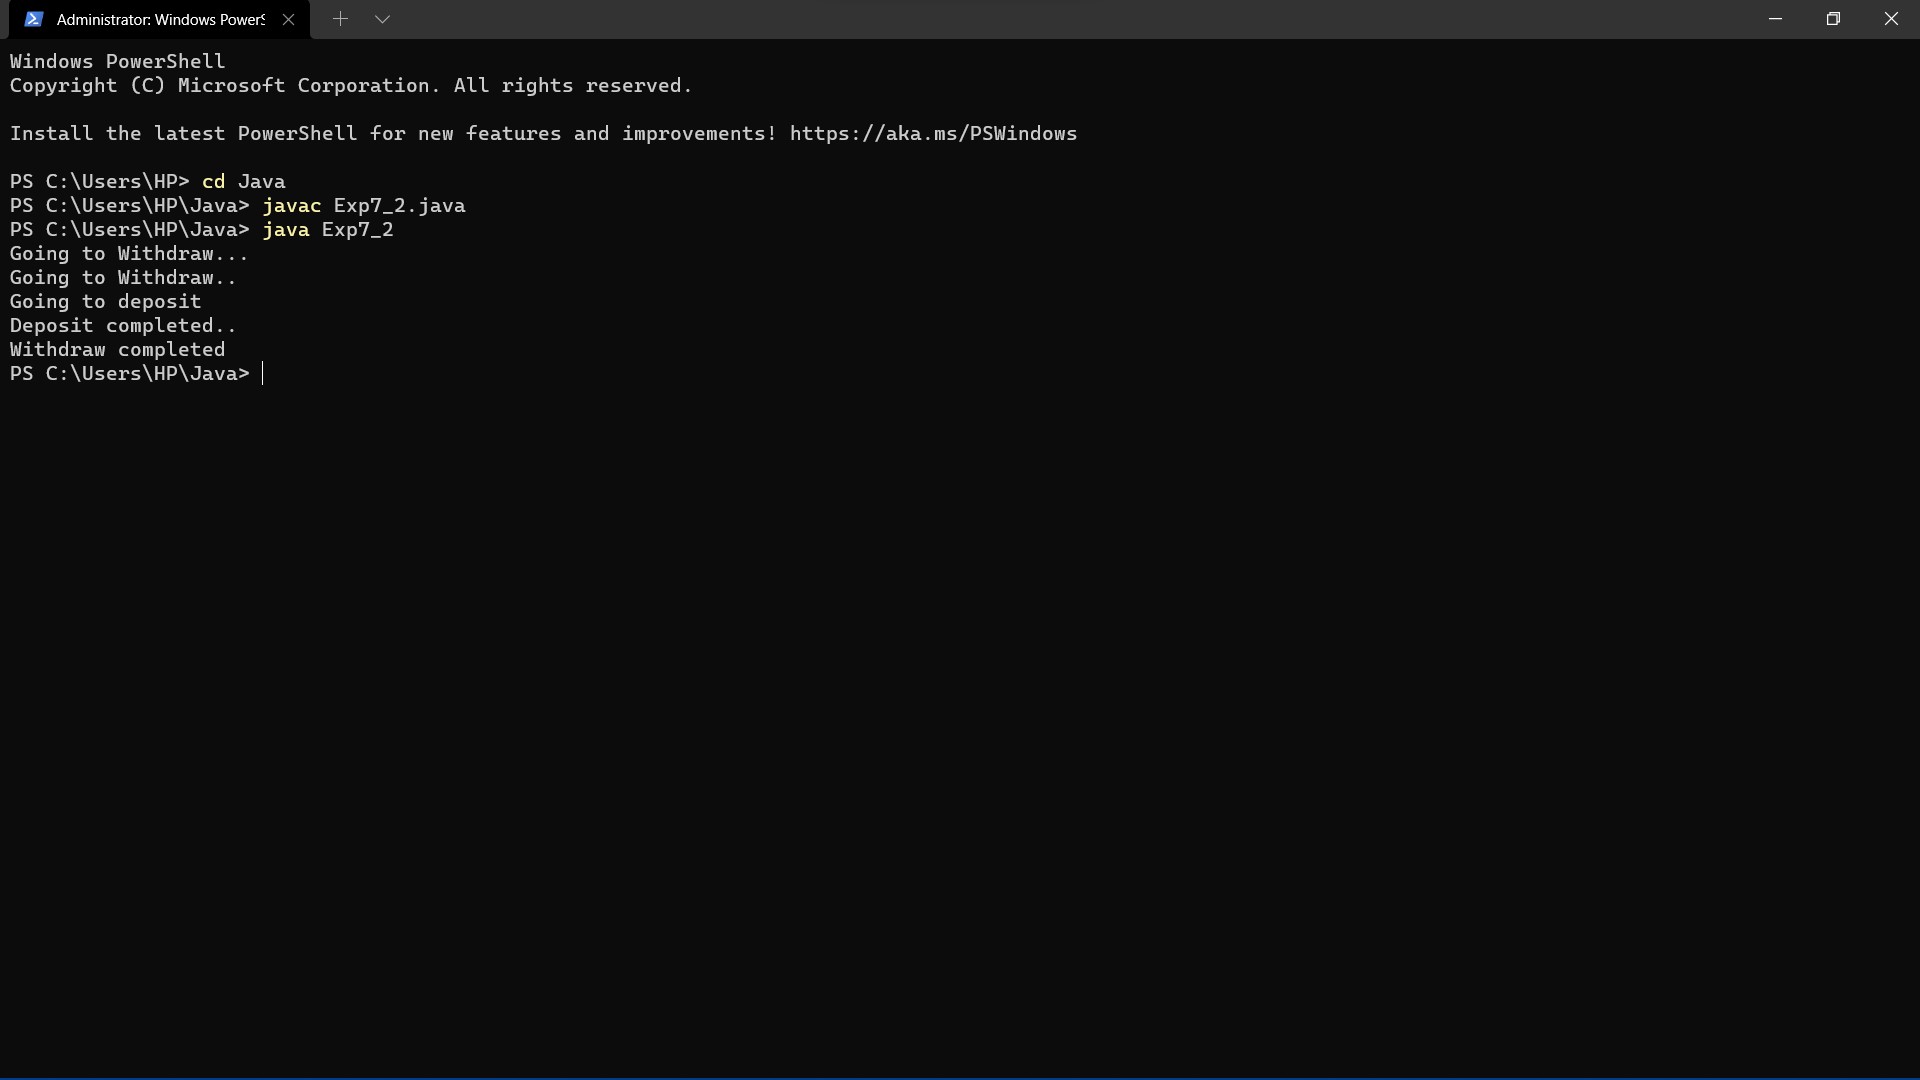 Administrator: Windows PowerS
Windows PowerShell
Copyright (C) Microsoft Corporation. All rights reserved.
Install the latest PowerShell for new features and improvements! https://aka.ms/PSWindows
PS C:\Users\HP> cd Java
PS C:\Users\HP\Java> javac Exp7_2.java
PS C:\Users\HP\Java> java Exp7_2
Going to Withdraw...
Going to Withdraw..
Going to deposit
Deposit completed..
Withdraw completed
PS C:\Users\HP\Java>